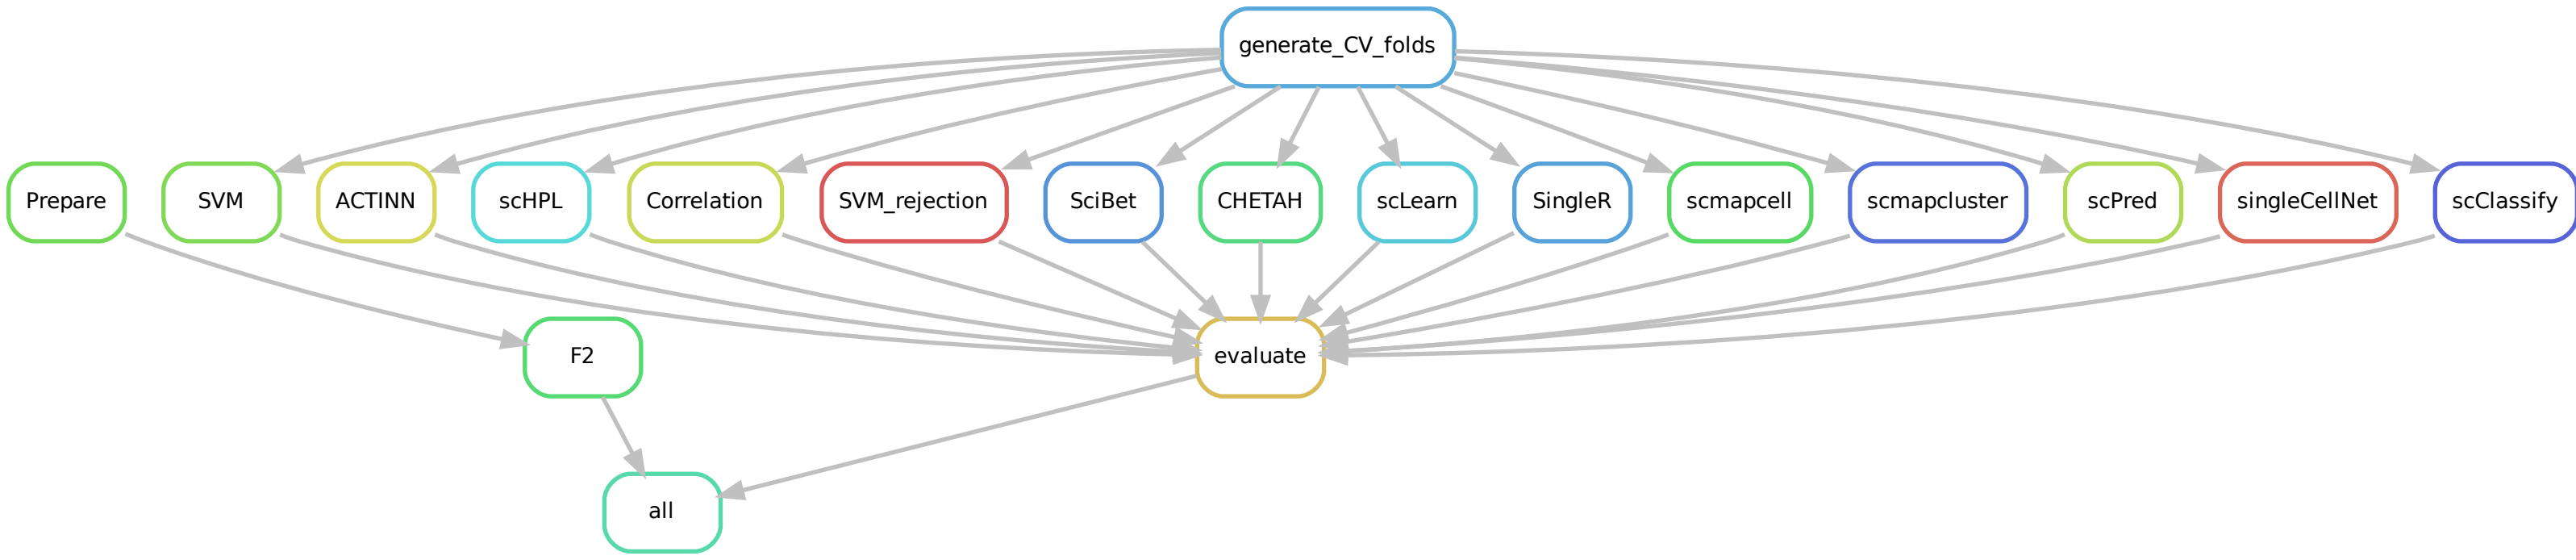 generate_CV_folds
Prepare
SVM
ACTINN
scHPL
Correlation
SVM_rejection
SciBet
CHETAH
scLearn
SingleR
scmapcell
scmapcluster
scPred
singleCellNet
scClassify
F2
evaluate
all